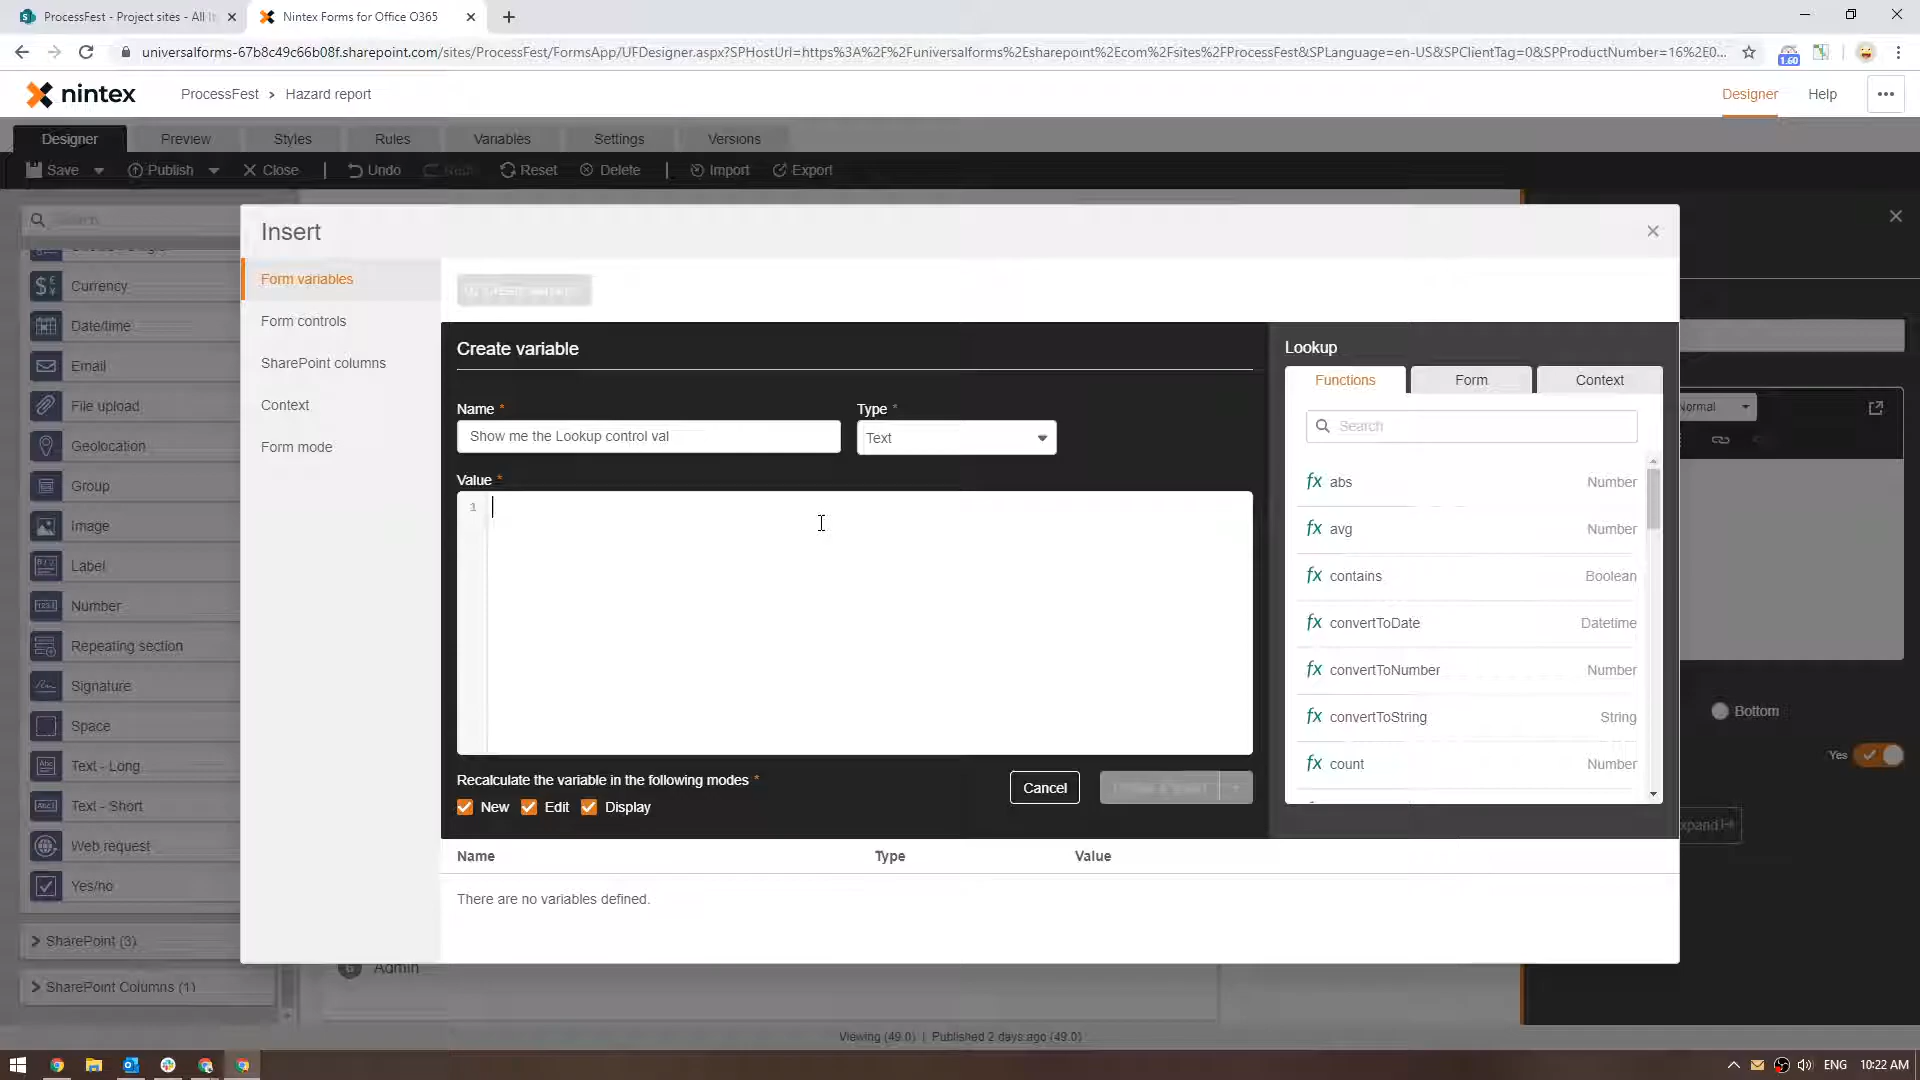 ProcessFest - Project sites - All It
Nintex Forms for Office O365
universalforms-67b8c49c66b08f.sharepoint.com/sites/ProcessFest/FormsApp/UFDesigner.aspx?SPHostUrl=https%3A%2F%2Funiversalforms%2Esharepoint%2Ecom%2Fsites%2FProcessFest&SPLanguage=en-US&SPClientTag=0&SPProductNumber=16%2E0...
1.60
nintex
ProcessFest > Hazard report
Designer
Help
Designer
Preview
Styles
Rules
Variables
Settings
Versions
Save
Publish
Close
Undo
Redo
Reset
Delete
Import
Export
Search
Currency
Date/time
Email
File upload
Geolocation
Group
Image
Label
Number
Repeating section
Signature
Space
Text - Long
Text - Short
Web request
Yes/no
SharePoint (3)
SharePoint Columns (1)
Insert
Form variables
Form controls
SharePoint columns
Context
Form mode
Create variable
Name *
Type *
Show me the Lookup control val
Text
Value *
1
Recalculate the variable in the following modes *
New
Edit
Display
Cancel
Lookup
Functions
Form
Context
Search
fx abs Number
fx avg Number
fx contains Boolean
fx convertToDate Datetime
fx convertToNumber Number
fx convertToString String
fx count Number
Name Type Value
There are no variables defined.
Normal
Bottom
Yes
xpand
Admin
Viewing (49.0) | Published 2 days ago (49.0)
ENG
10:22 AM